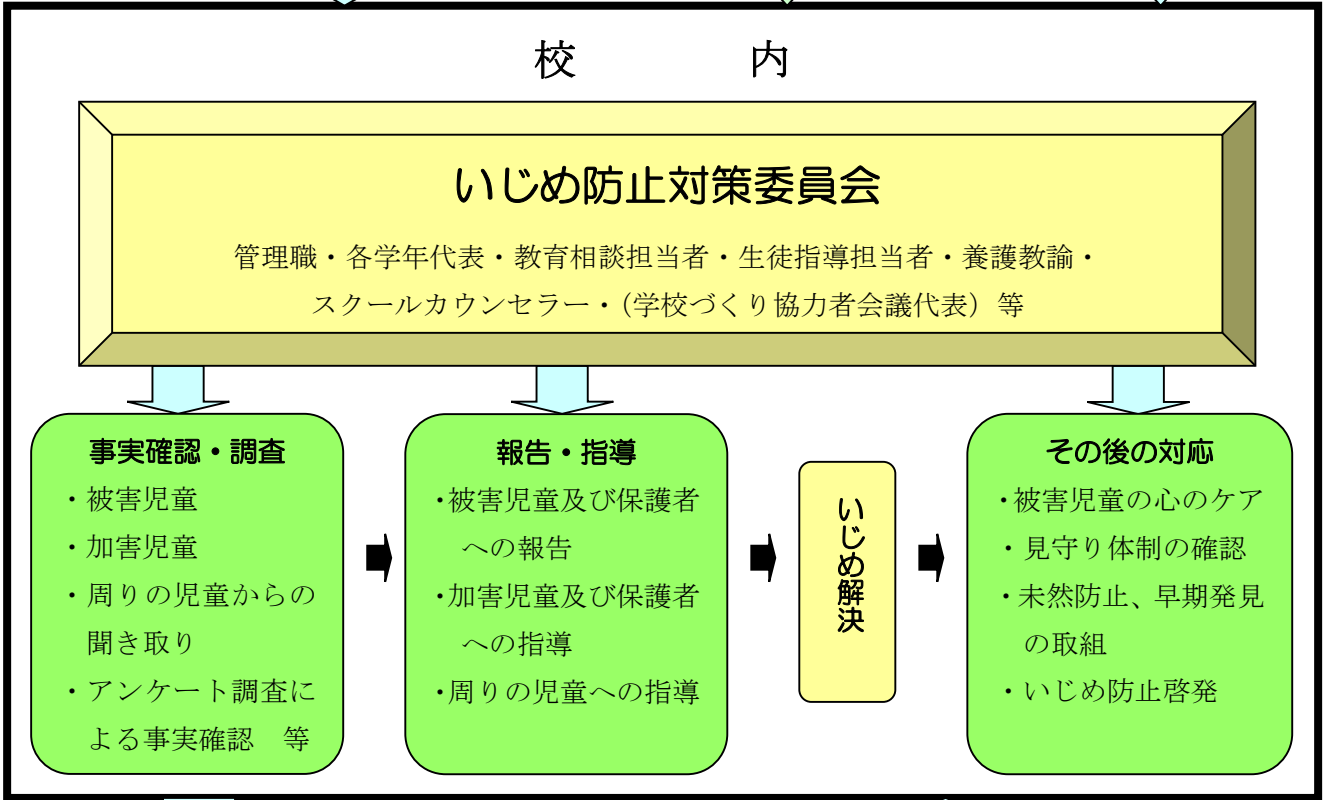 校　内
いじめ防止対策委員会
管理職・各学年代表・教育相談担当者・生徒指導担当者・養護教諭・
スクールカウンセラー・（学校づくり協力者会議代表）等
事実確認・調査
・被害児童
・加害児童
・周りの児童からの
聞き取り
・アンケート調査に
よる事実確認　等
報告・指導
・被害児童及び保護者
への報告
・加害児童及び保護者
への指導
・周りの児童への指導
いじめ解決
その後の対応
・被害児童の心のケア
・見守り体制の確認
・未然防止、早期発見
の取組
・いじめ防止啓発